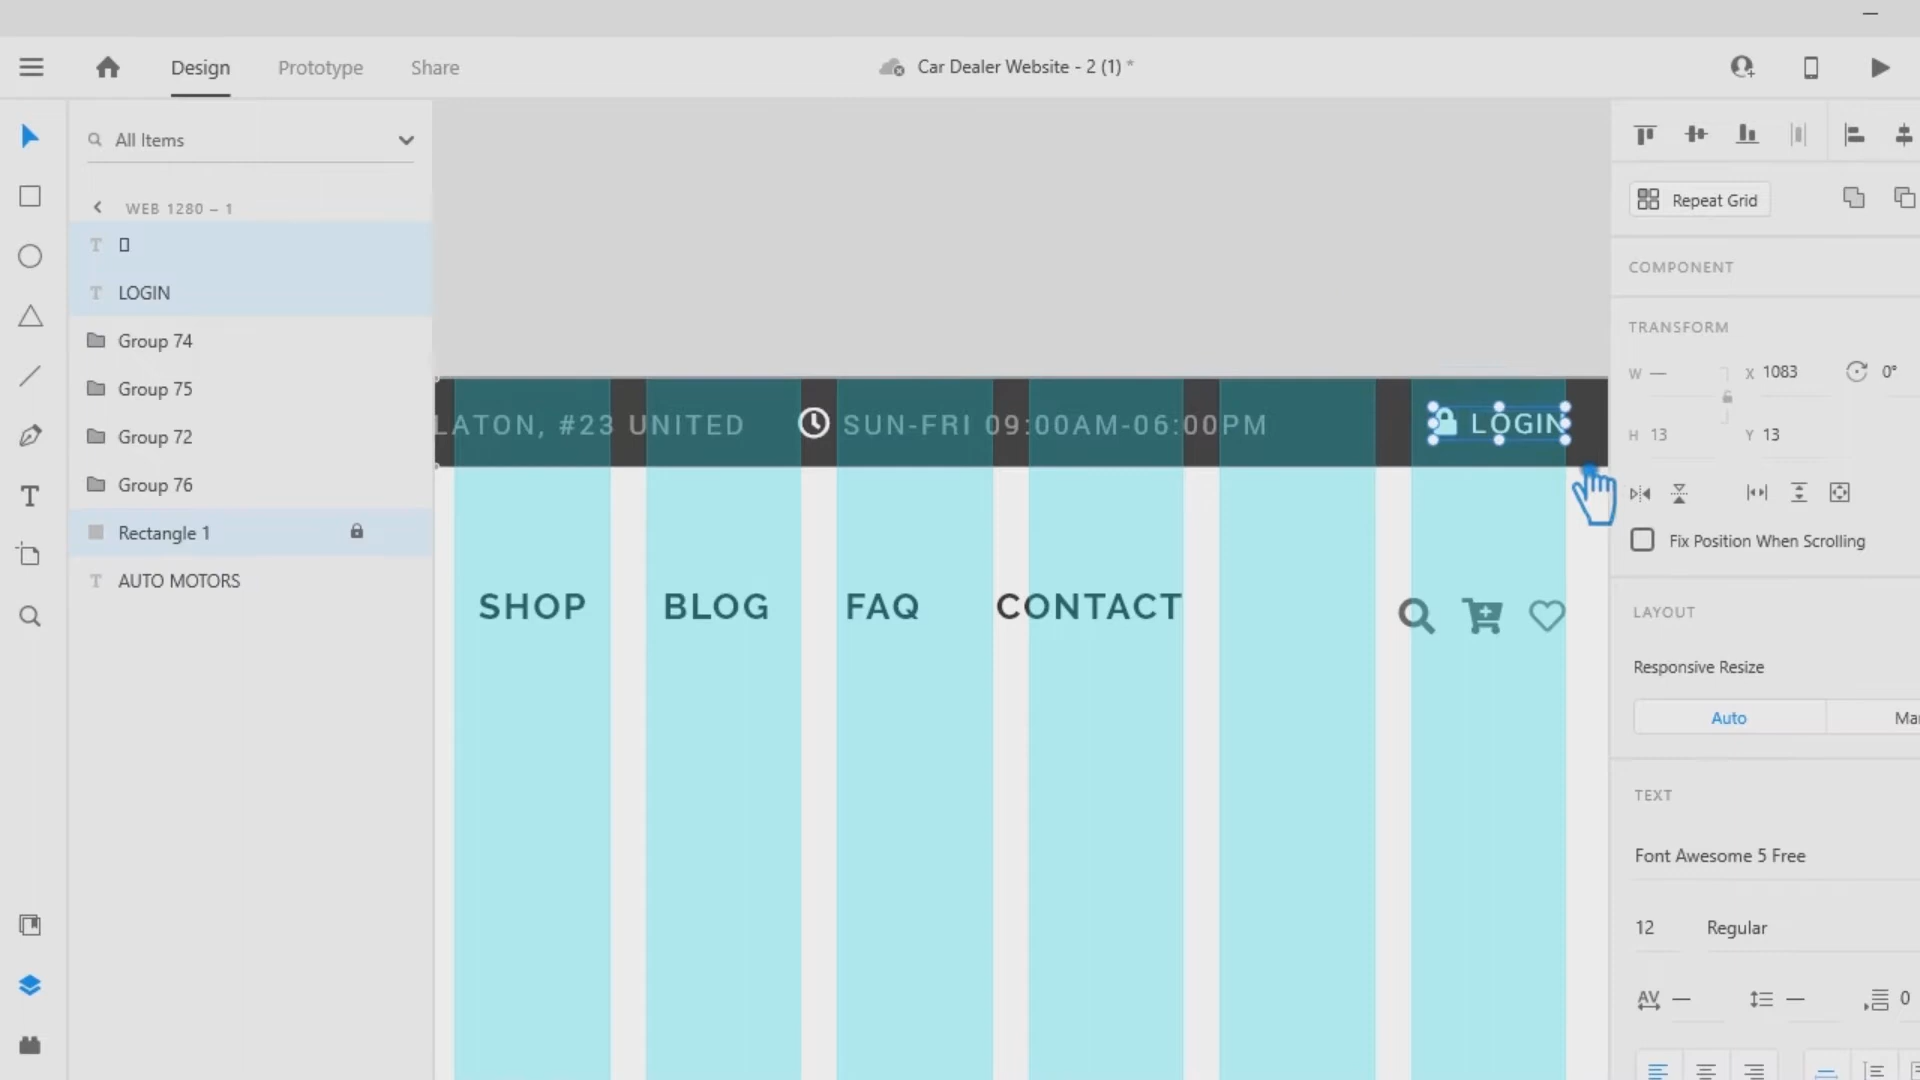 Design
Prototype
Share
Car Dealer Website - 2 (1) *
All Items
WEB 1280 – 1
LOGIN
Group 74
Group 75
Group 72
Group 76
Rectangle 1
AUTO MOTORS
LATON, #23 UNITED
SUN-FRI 09:00AM-06:00PM
LOGIN
SHOP
BLOG
FAQ
CONTACT
Repeat Grid
COMPONENT
TRANSFORM
W —
X 1083
0°
H 13
Y 13
Fix Position When Scrolling
LAYOUT
Responsive Resize
Auto
Ma
TEXT
Font Awesome 5 Free
12
Regular
AV —
—
0